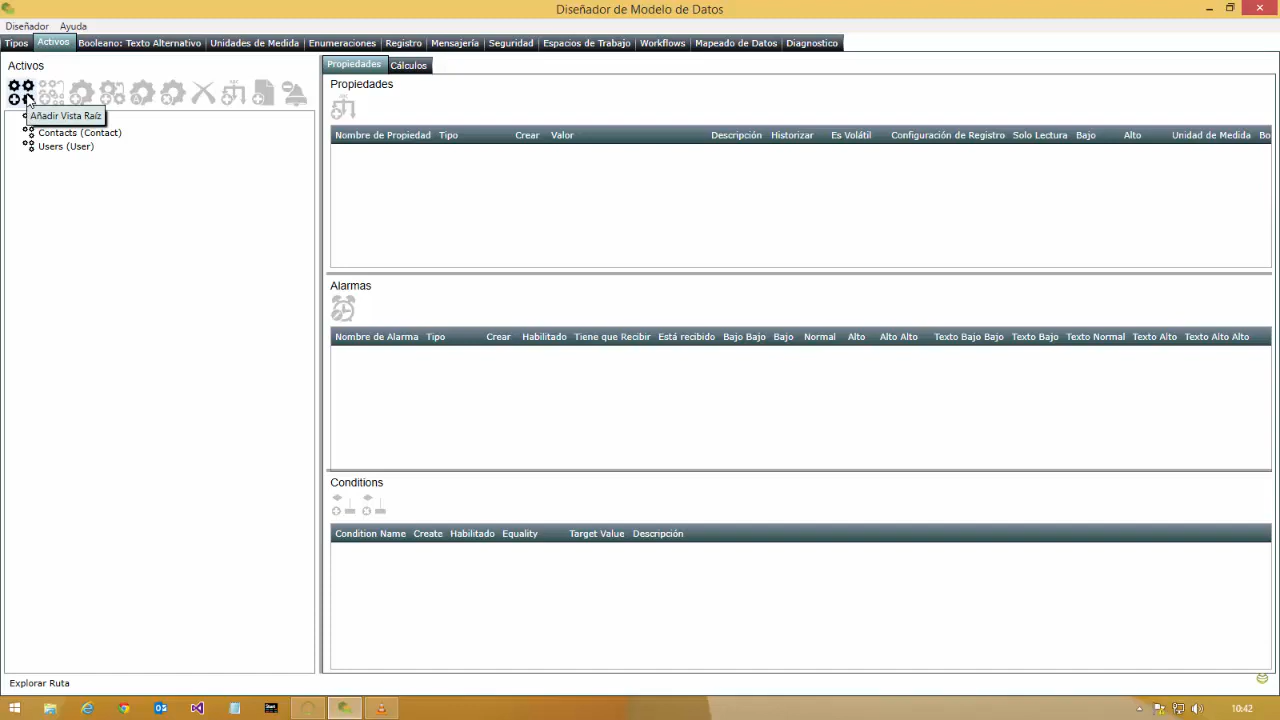 Diseñador de Modelo de Datos
Diseñador Ayuda
Tipos Activos Booleano: Texto Alternativo Unidades de Medida Enumeraciones Registro Mensajería Seguridad Espacios de Trabajo Workflows Mapeado de Datos Diagnostico
Activos
Añadir Vista Raíz
Contacts (Contact)
Users (User)
Explorar Ruta
Propiedades Cálculos
Propiedades
Nombre de Propiedad Tipo Crear Valor Descripción Historizar Es Volátil Configuración de Registro Solo Lectura Bajo Alto Unidad de Medida Bo
Alarmas
Nombre de Alarma Tipo Crear Habilitado Tiene que Recibir Está recibido Bajo Bajo Bajo Normal Alto Alto Alto Texto Bajo Bajo Texto Bajo Texto Normal Texto Alto Texto Alto Alto
Conditions
Condition Name Create Habilitado Equality Target Value Descripción
10:42